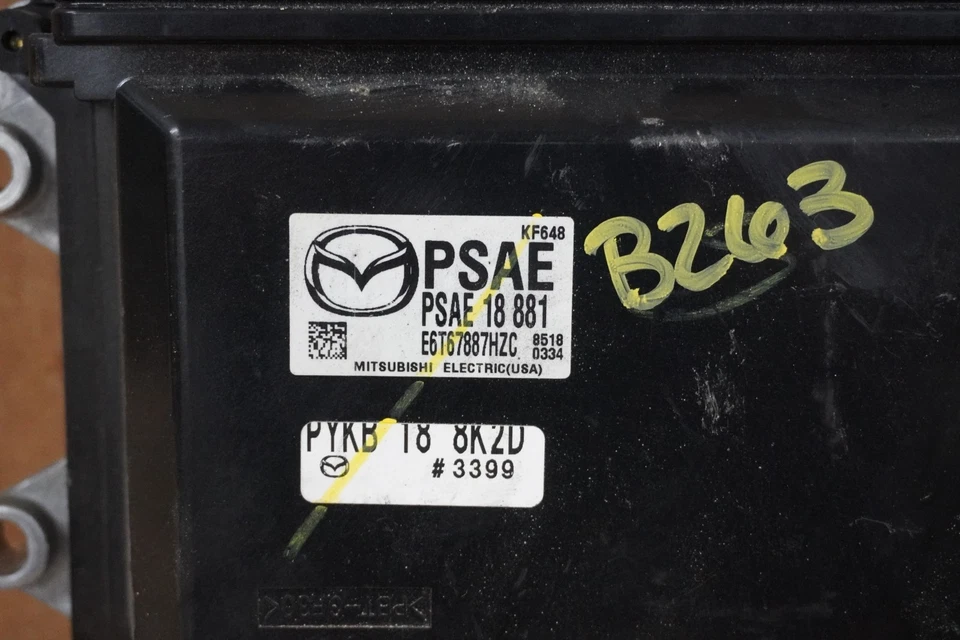 KF648
PSAE
PSAE 18 881
E6T67887HZC 8518
0334
MITSUBISHI ELECTRIC(USA)
B263
PYKB 18 8K2D
#3399